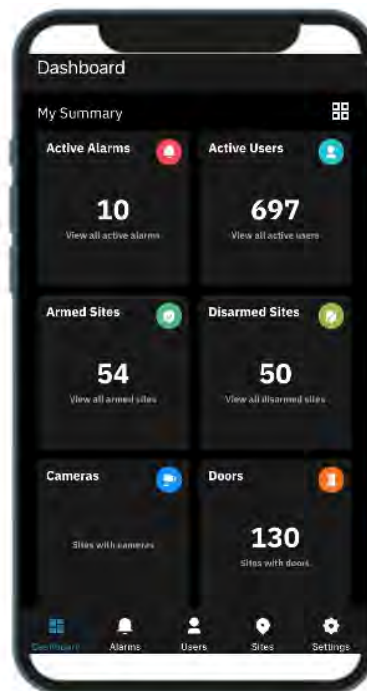 Dashboard
My Summary
Active Alarms
10
View all active alarms
Active Users
697
View all active users
Armed Sites
54
View all armed sites
Disarmed Sites
50
View all disarmed sites
Cameras
Sites with cameras
Doors
130
Sites with doors
Dashboard
Alarms
Users
Sites
Settings